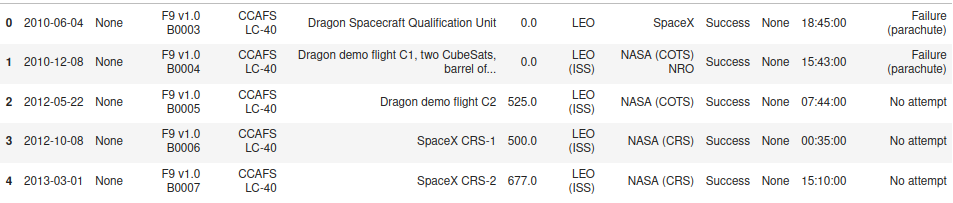 0 2010-06-04 None F9 v1.0 B0003 CCAFS LC-40 Dragon Spacecraft Qualification Unit 0.0 LEO SpaceX Success None 18:45:00 Failure (parachute)
1 2010-12-08 None F9 v1.0 B0004 CCAFS LC-40 Dragon demo flight C1, two CubeSats, barrel of... 0.0 LEO (ISS) NASA (COTS) NRO Success None 15:43:00 Failure (parachute)
2 2012-05-22 None F9 v1.0 B0005 CCAFS LC-40 Dragon demo flight C2 525.0 LEO (ISS) NASA (COTS) Success None 07:44:00 No attempt
3 2012-10-08 None F9 v1.0 B0006 CCAFS LC-40 SpaceX CRS-1 500.0 LEO (ISS) NASA (CRS) Success None 00:35:00 No attempt
4 2013-03-01 None F9 v1.0 B0007 CCAFS LC-40 SpaceX CRS-2 677.0 LEO (ISS) NASA (CRS) Success None 15:10:00 No attempt